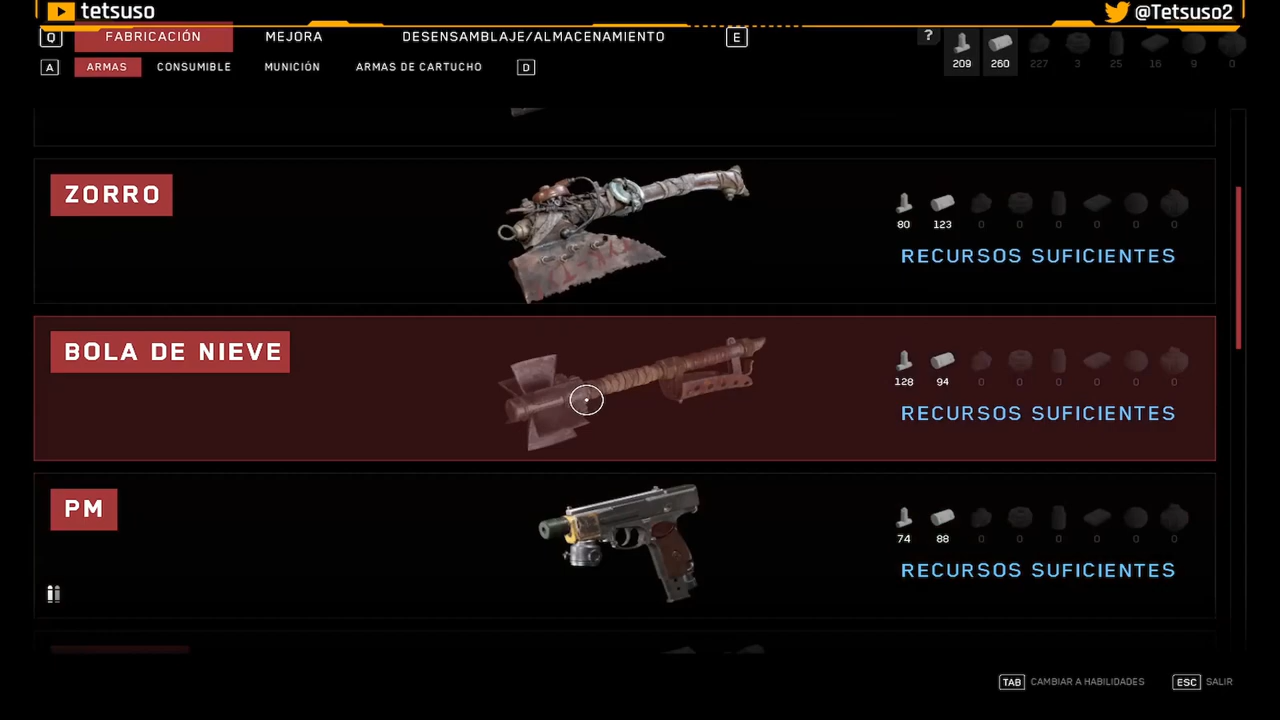 tetsuso
@Tetsuso2
Q FABRICACIÓN MEJORA DESENSAMBLAJE/ALMACENAMIENTO E ?
209 260 227 3 25 16 9 0
A ARMAS CONSUMIBLE MUNICIÓN ARMAS DE CARTUCHO D
ZORRO
80 123 0 0 0 0 0 0
RECURSOS SUFICIENTES
BOLA DE NIEVE
128 94 0 0 0 0 0 0
RECURSOS SUFICIENTES
PM
74 88 0 0 0 0 0 0
RECURSOS SUFICIENTES
TAB CAMBIAR A HABILIDADES ESC SALIR